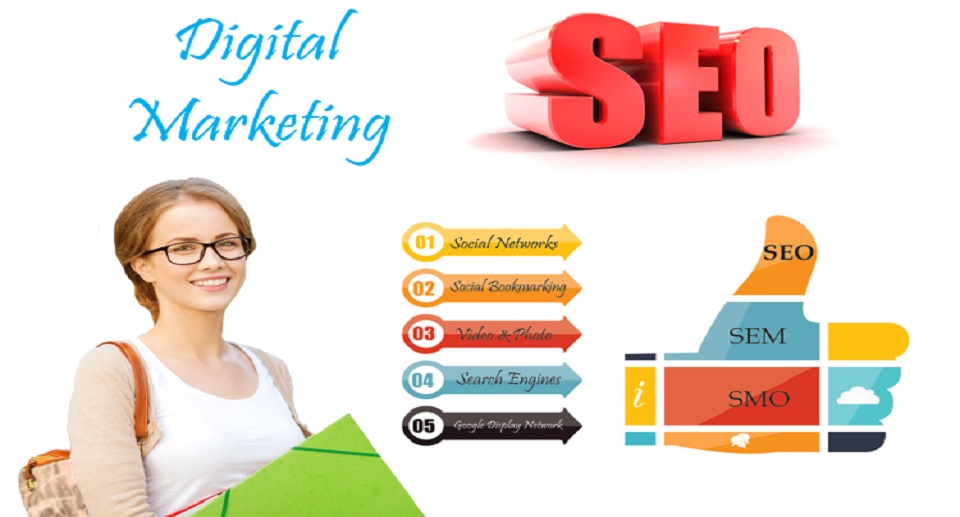 Digital
Marketing
SEO
01 Social Networks
02 Social Bookmarking
03 Video & Photo
04 Search Engines
05 Google Display Network
SEO
SEM
i SMO